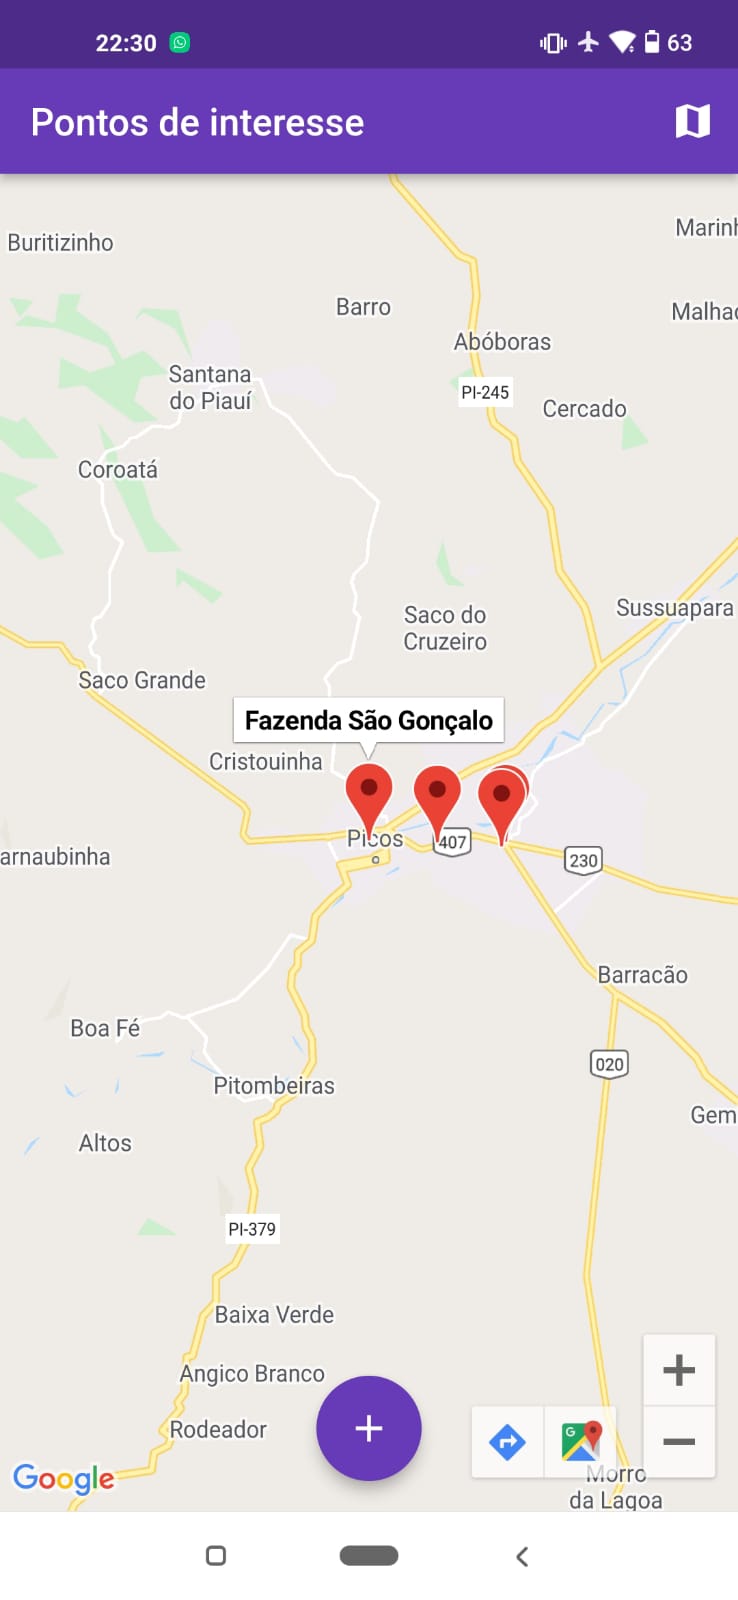 22:30
63
Pontos de interesse
Buritizinho
Marinh
Barro
Malhad
Abóboras
Santana
do Piauí
PI-245
Cercado
Coroatá
Sussuapara
Saco do
Cruzeiro
Saco Grande
Fazenda São Gonçalo
Cristouinha
Picos
407
arnaubinha
230
Barracão
Boa Fé
020
Pitombeiras
Gem
Altos
PI-379
Baixa Verde
Angico Branco
Rodeador
G
Google
Morro
da Lagoa